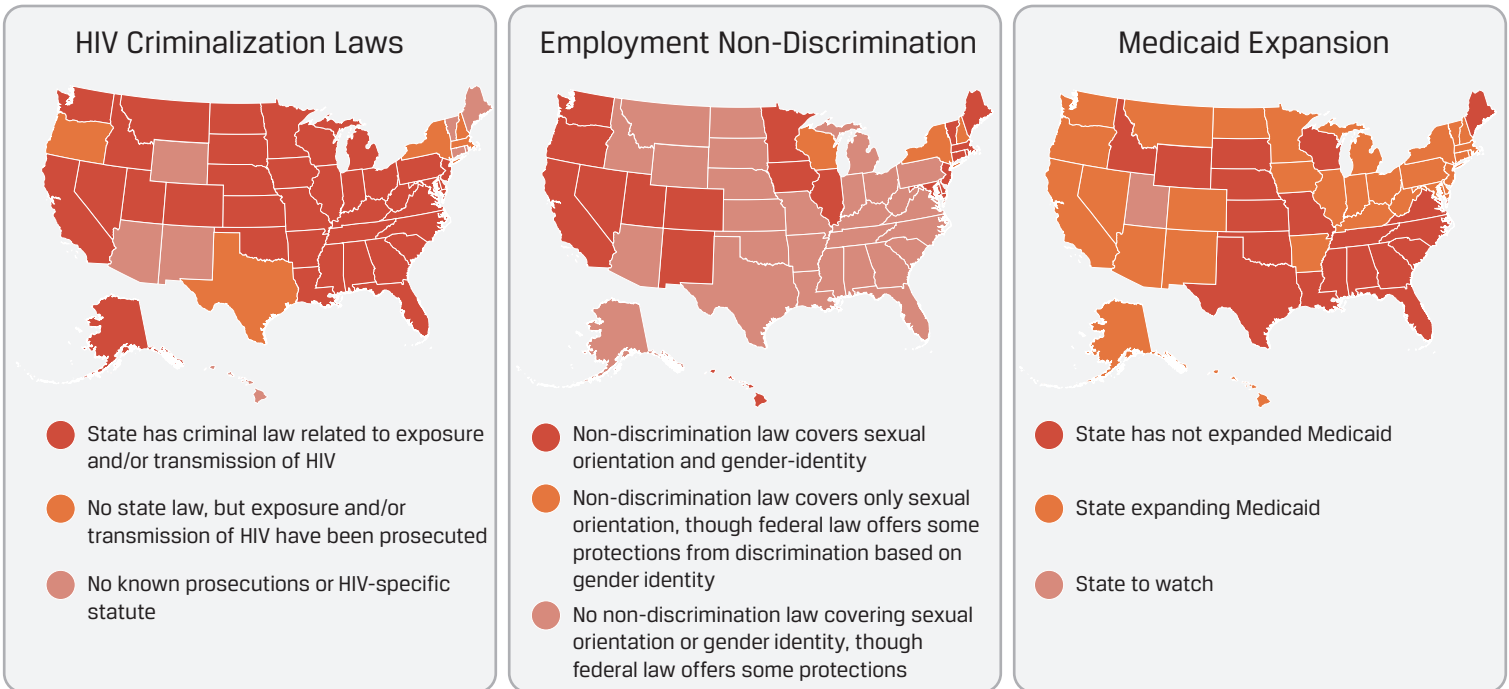 HIV Criminalization Laws
State has criminal law related to exposure
and/or transmission of HIV
No state law, but exposure and/or
transmission of HIV have been prosecuted
No known prosecutions or HIV-specific
statute
Employment Non-Discrimination
Non-discrimination law covers sexual
orientation and gender-identity
Non-discrimination law covers only sexual
orientation, though federal law offers some
protections from discrimination based on
gender identity
No non-discrimination law covering sexual
orientation or gender identity, though
federal law offers some protections
Medicaid Expansion
State has not expanded Medicaid
State expanding Medicaid
State to watch